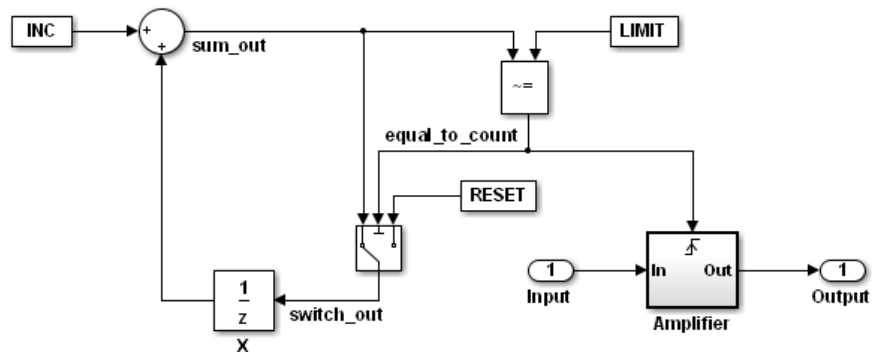 INC
+
+
sum_out
LIMIT
~=
equal_to_count
RESET
1
z
X
switch_out
1
Input
In
Out
Amplifier
1
Output